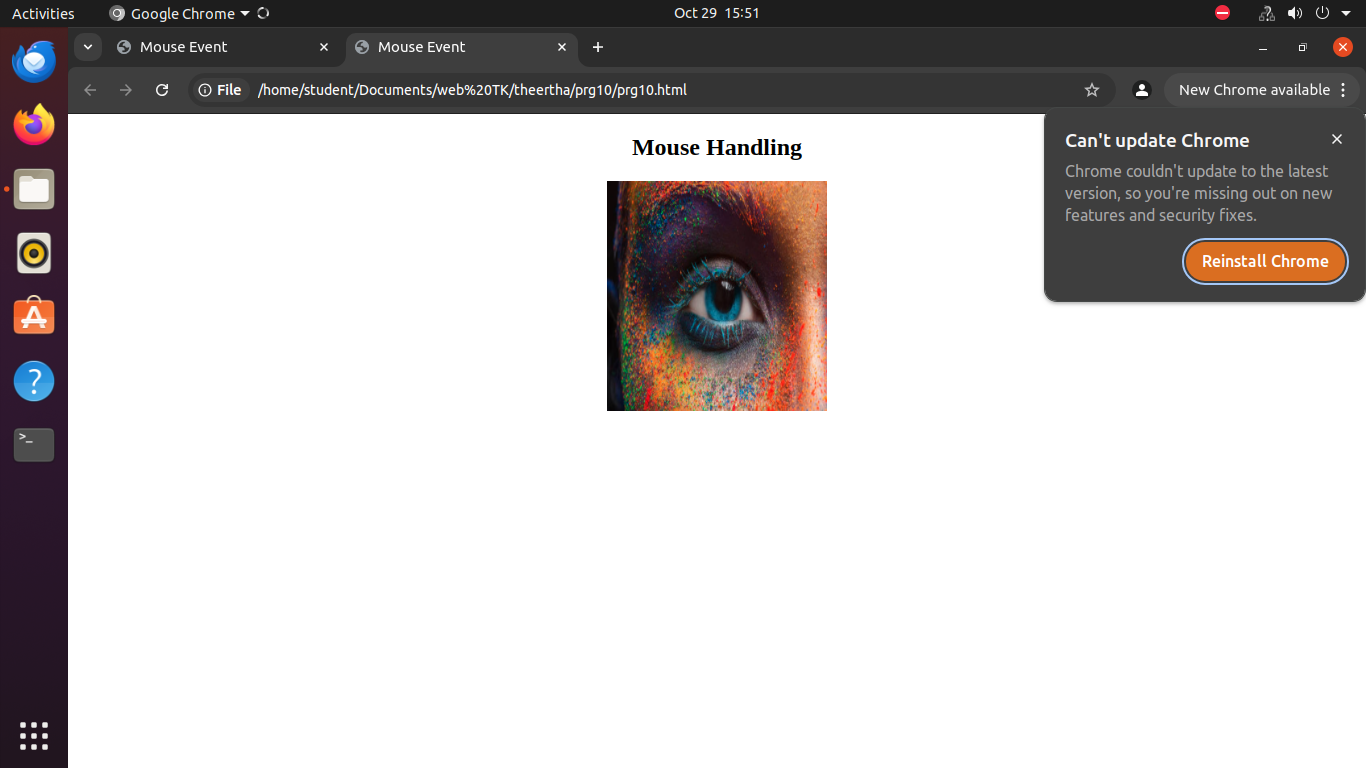 Activities
Google Chrome
Oct 29 15:51
Mouse Event
Mouse Event
File
/home/student/Documents/web%20TK/theertha/prg10/prg10.html
New Chrome available
Mouse Handling
Can't update Chrome
Chrome couldn't update to the latest
version, so you're missing out on new
features and security fixes.
Reinstall Chrome